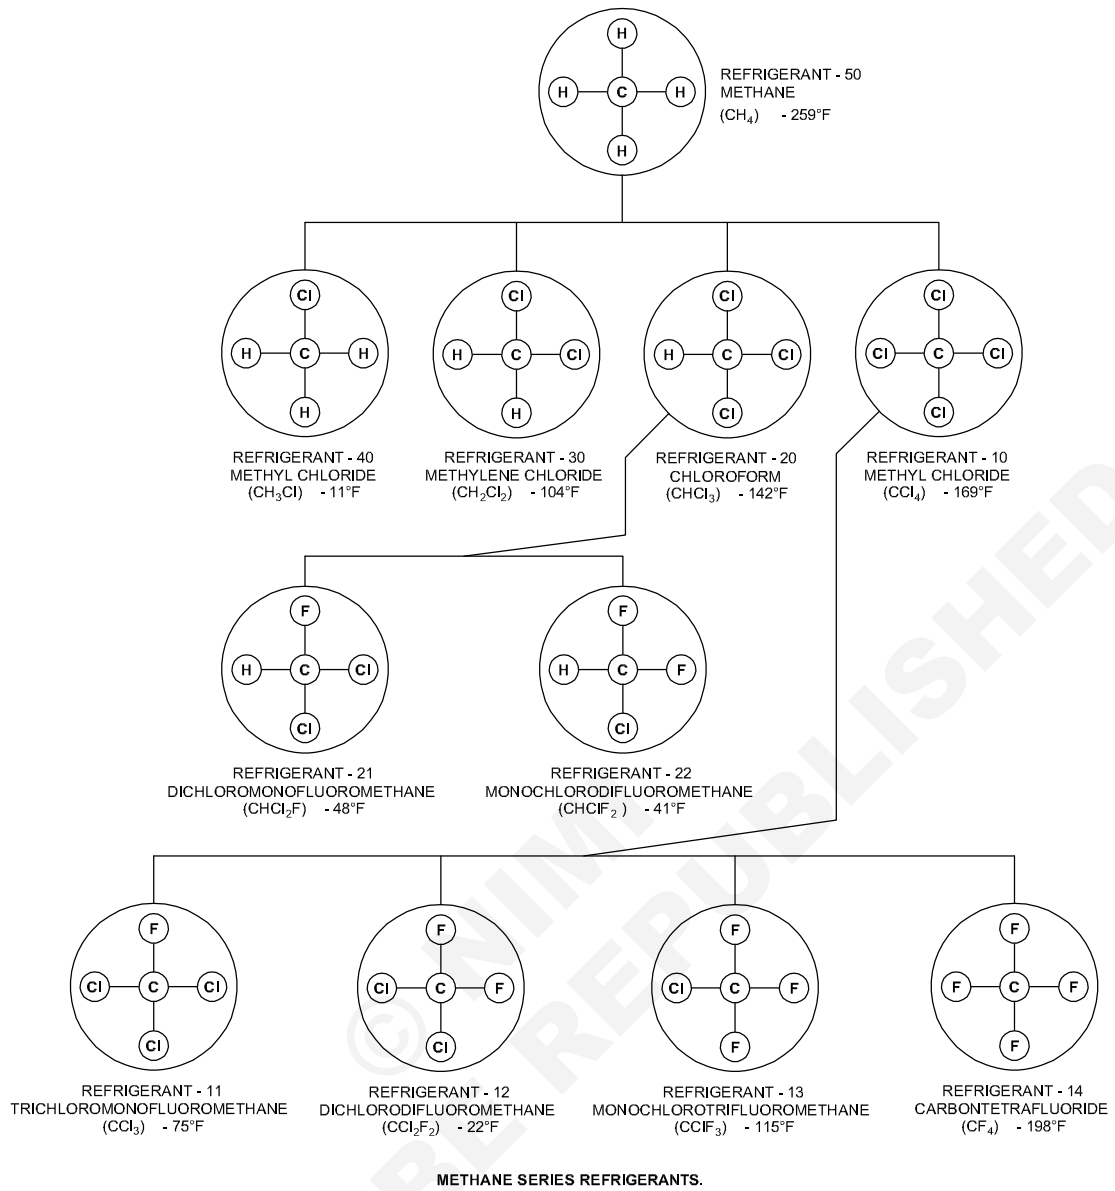 H
H C H
H
REFRIGERANT - 50
METHANE
(CH₄) - 259°F
Cl
H C H
H
REFRIGERANT - 40
METHYL CHLORIDE
(CH₃Cl) - 11°F
Cl
H C Cl
H
REFRIGERANT - 30
METHYLENE CHLORIDE
(CH₂Cl₂) - 104°F
Cl
H C Cl
Cl
REFRIGERANT - 20
CHLOROFORM
(CHCl₃) - 142°F
Cl
Cl C Cl
Cl
REFRIGERANT - 10
METHYL CHLORIDE
(CCl₄) - 169°F
F
H C Cl
Cl
REFRIGERANT - 21
DICHLOROMONOFLUOROMETHANE
(CHCl₂F) - 48°F
F
H C F
Cl
REFRIGERANT - 22
MONOCHLORODIFLUOROMETHANE
(CHClF₂ ) - 41°F
F
Cl C Cl
Cl
REFRIGERANT - 11
TRICHLOROMONOFLUOROMETHANE
(CCl₃) - 75°F
F
Cl C F
Cl
REFRIGERANT - 12
DICHLORODIFLUOROMETHANE
(CCl₂F₂) - 22°F
F
Cl C F
F
REFRIGERANT - 13
MONOCHLOROTRIFLUOROMETHANE
(CClF₃) - 115°F
F
F C F
F
REFRIGERANT - 14
CARBONTETRAFLUORIDE
(CF₄) - 198°F
METHANE SERIES REFRIGERANTS.
© NIMI
BE REPUBLISHED